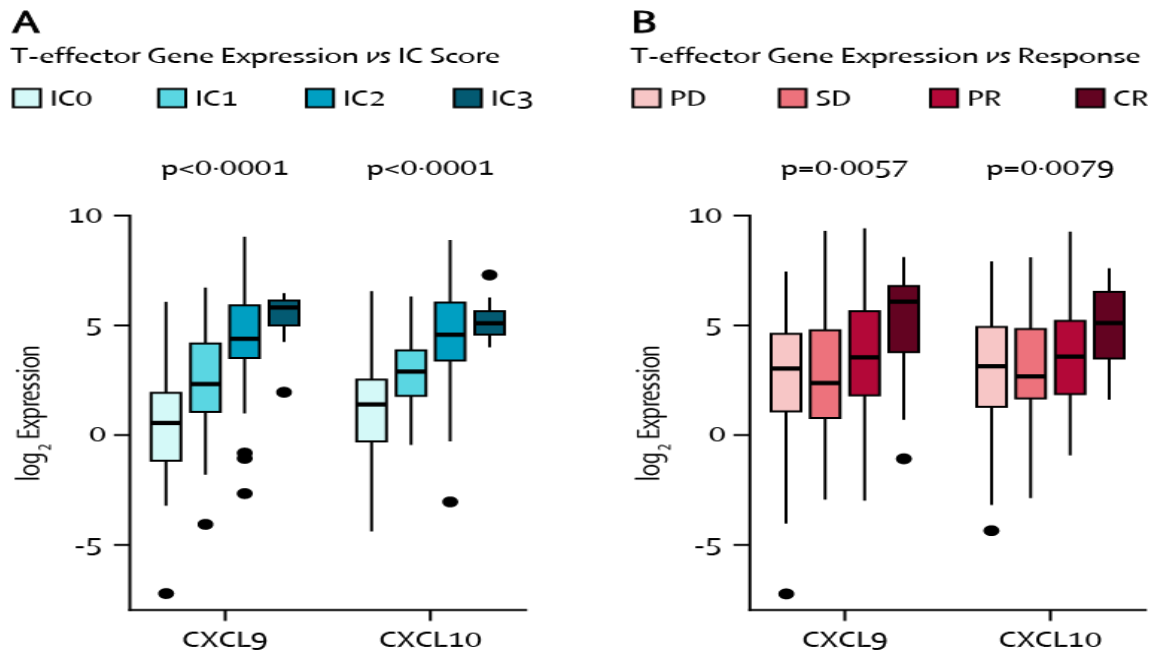 A
T-effector Gene Expression vs IC Score
IC0 IC1 IC2 IC3
p<0·0001 p<0·0001
10
5
0
-5
log2 Expression
CXCL9 CXCL10
B
T-effector Gene Expression vs Response
PD SD PR CR
p=0·0057 p=0·0079
10
5
0
-5
log2 Expression
CXCL9 CXCL10